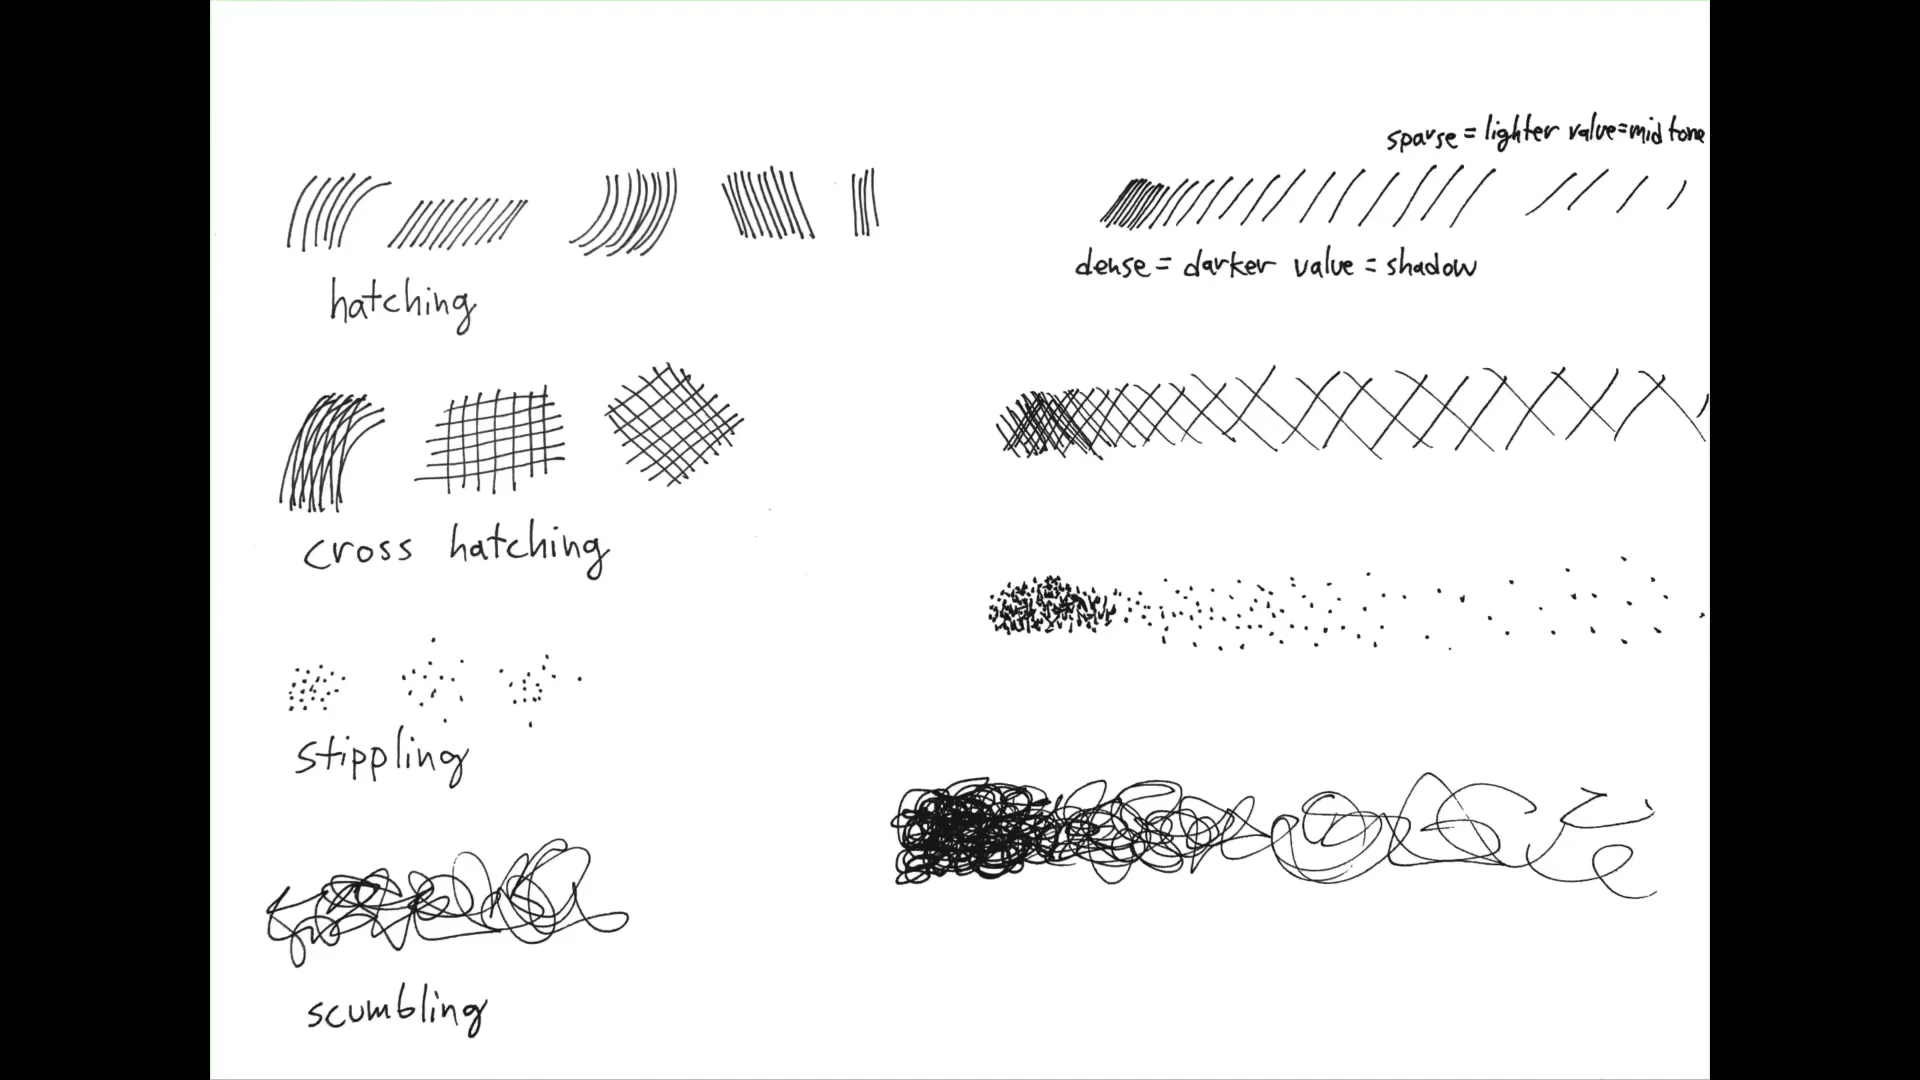 sparse = lighter value = mid tone
dense = darker value = shadow
hatching
cross hatching
stippling
scumbling